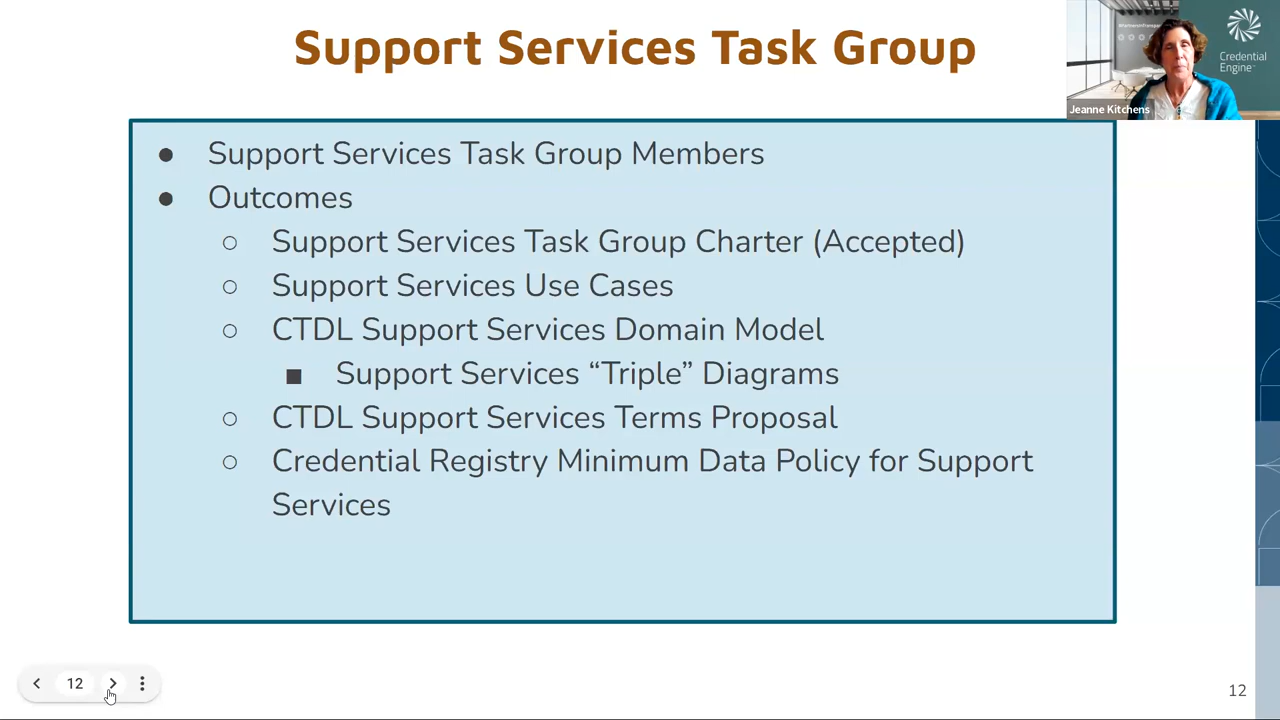 Support Services Task Group
Credential
Engine
Jeanne Kitchens
● Support Services Task Group Members
● Outcomes
○ Support Services Task Group Charter (Accepted)
○ Support Services Use Cases
○ CTDL Support Services Domain Model
■ Support Services “Triple” Diagrams
○ CTDL Support Services Terms Proposal
○ Credential Registry Minimum Data Policy for Support
Services
12
12